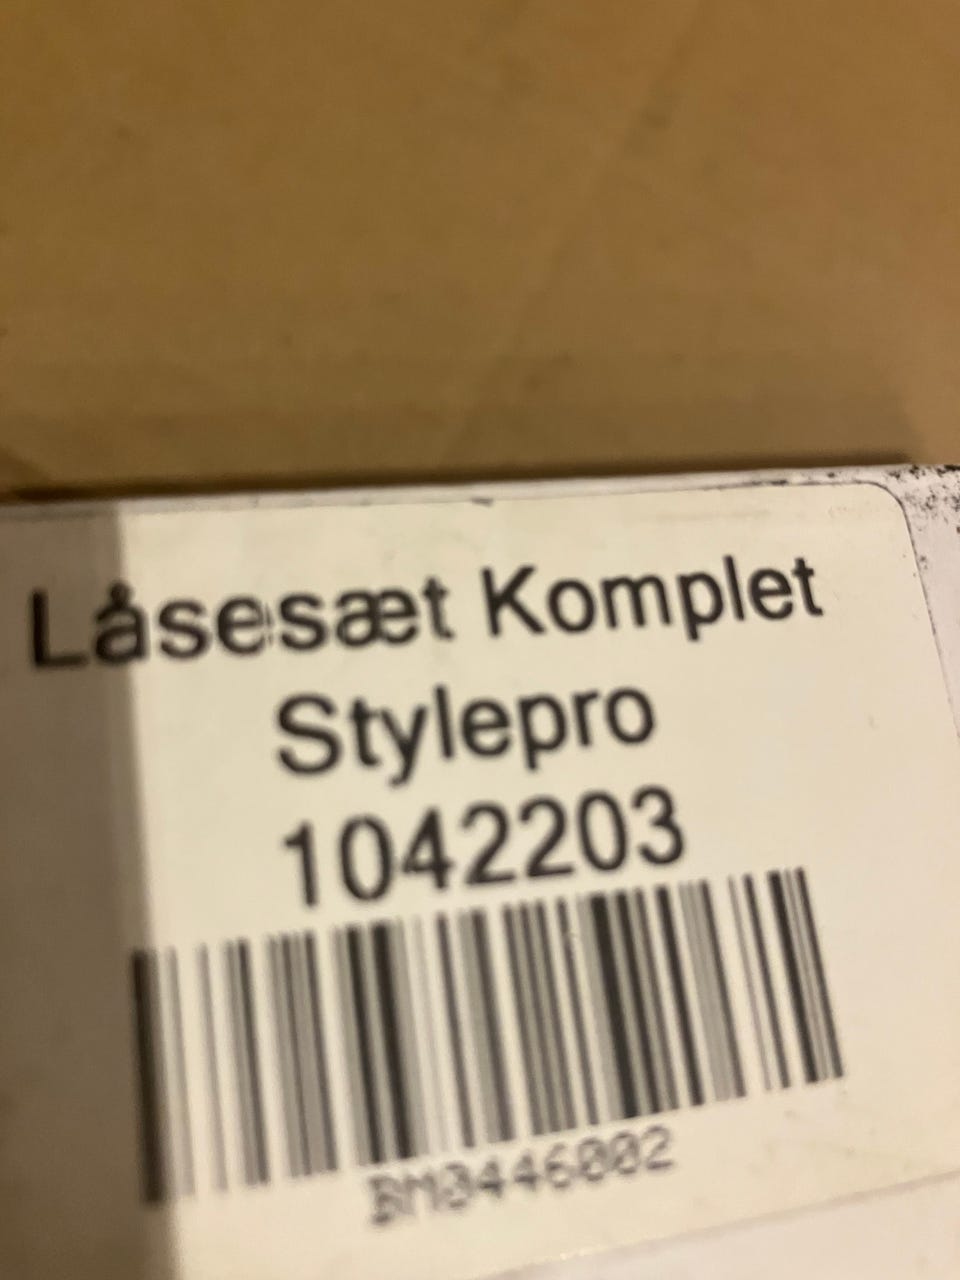 Låsesæt Komplet
Stylepro
1042203
BM0446002